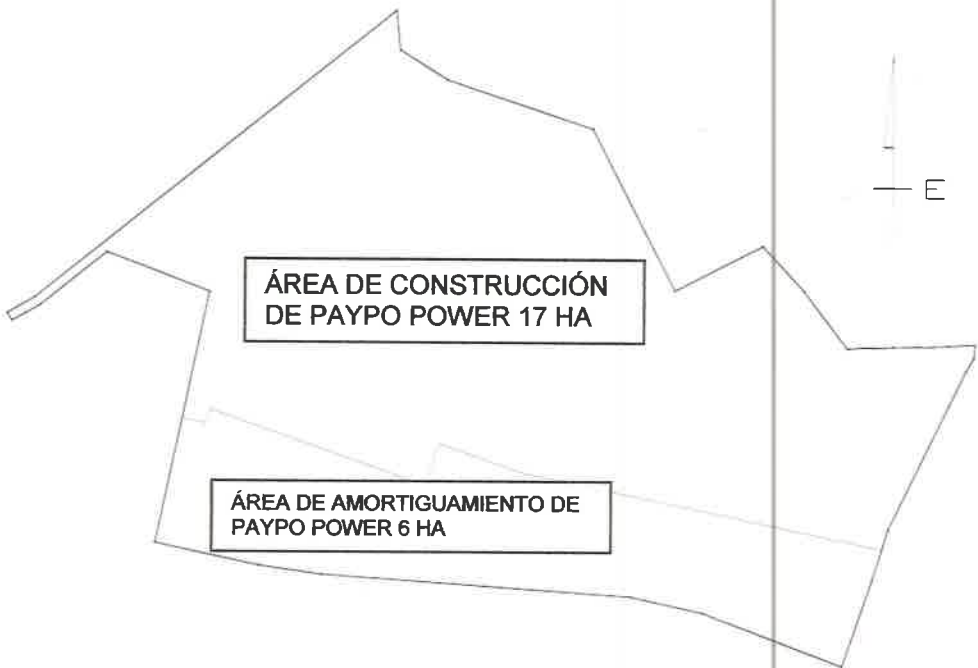 E
ÁREA DE CONSTRUCCIÓN
DE PAYPO POWER 17 HA
ÁREA DE AMORTIGUAMIENTO DE
PAYPO POWER 6 HA